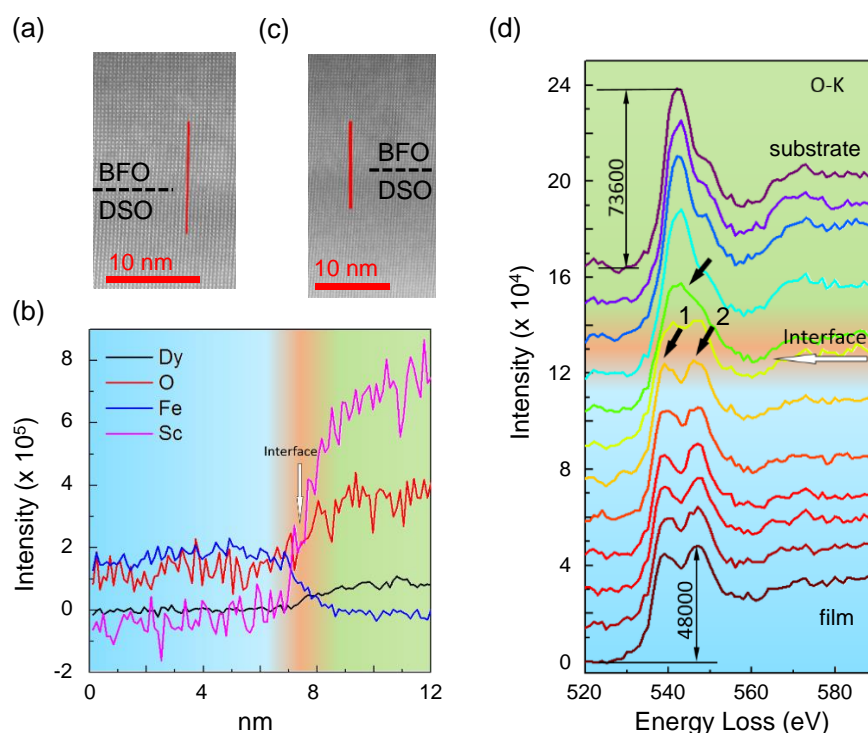 (a)
BFO
DSO
10 nm
(c)
BFO
DSO
10 nm
(b)
Dy
O
Fe
Sc
Interface
8
6
4
2
0
-2
Intensity (x 10⁵)
0
4
8
12
nm
(d)
O-K
substrate
73600
1
2
Interface
48000
film
24
20
16
12
8
4
0
Intensity (x 10⁴)
520
540
560
580
Energy Loss (eV)